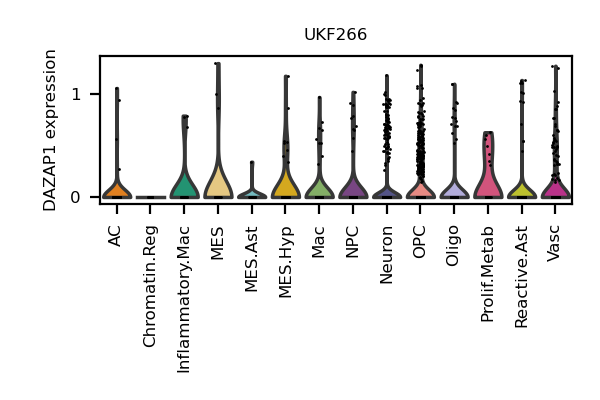 UKF266
DAZAP1 expression
1
0
AC
Chromatin.Reg
Inflammatory.Mac
MES
MES.Ast
MES.Hyp
Mac
NPC
Neuron
OPC
Oligo
Prolif.Metab
Reactive.Ast
Vasc